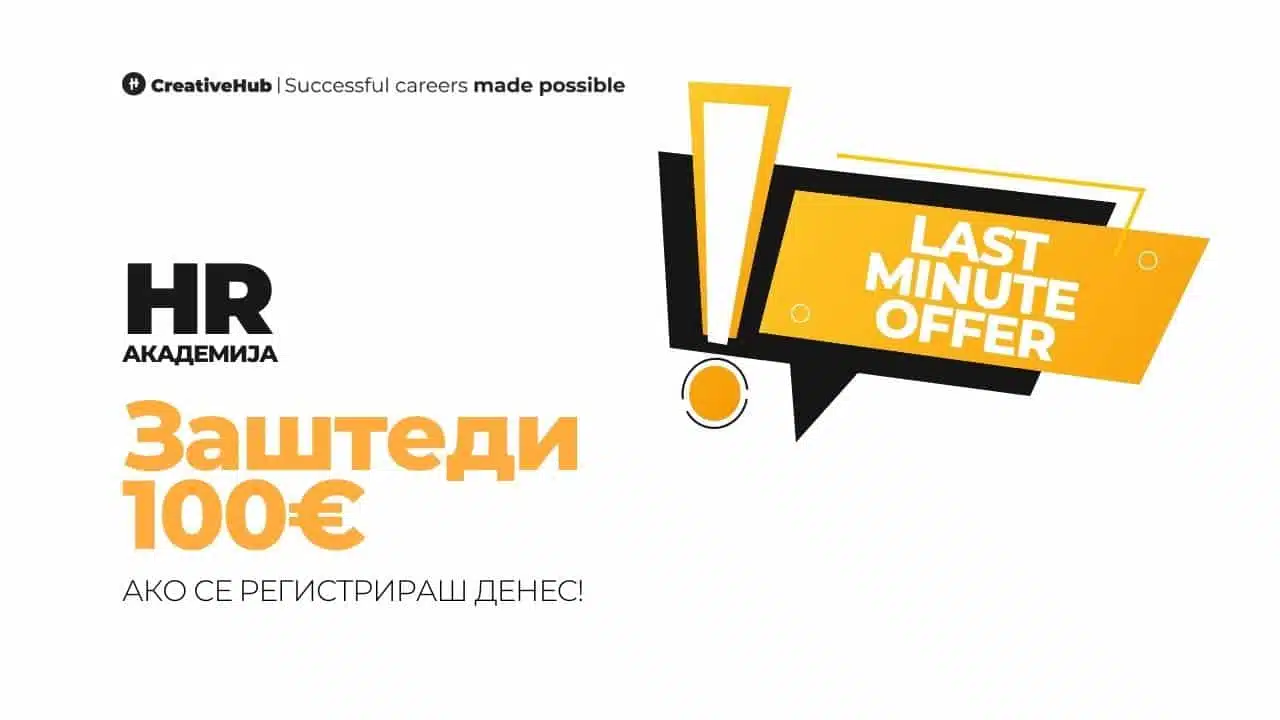 CreativeHub | Successful careers made possible
HR
АКАДЕМИЈА
Заштеди
100€
АКО СЕ РЕГИСТРИРАШ ДЕНЕС!
LAST
MINUTE
OFFER